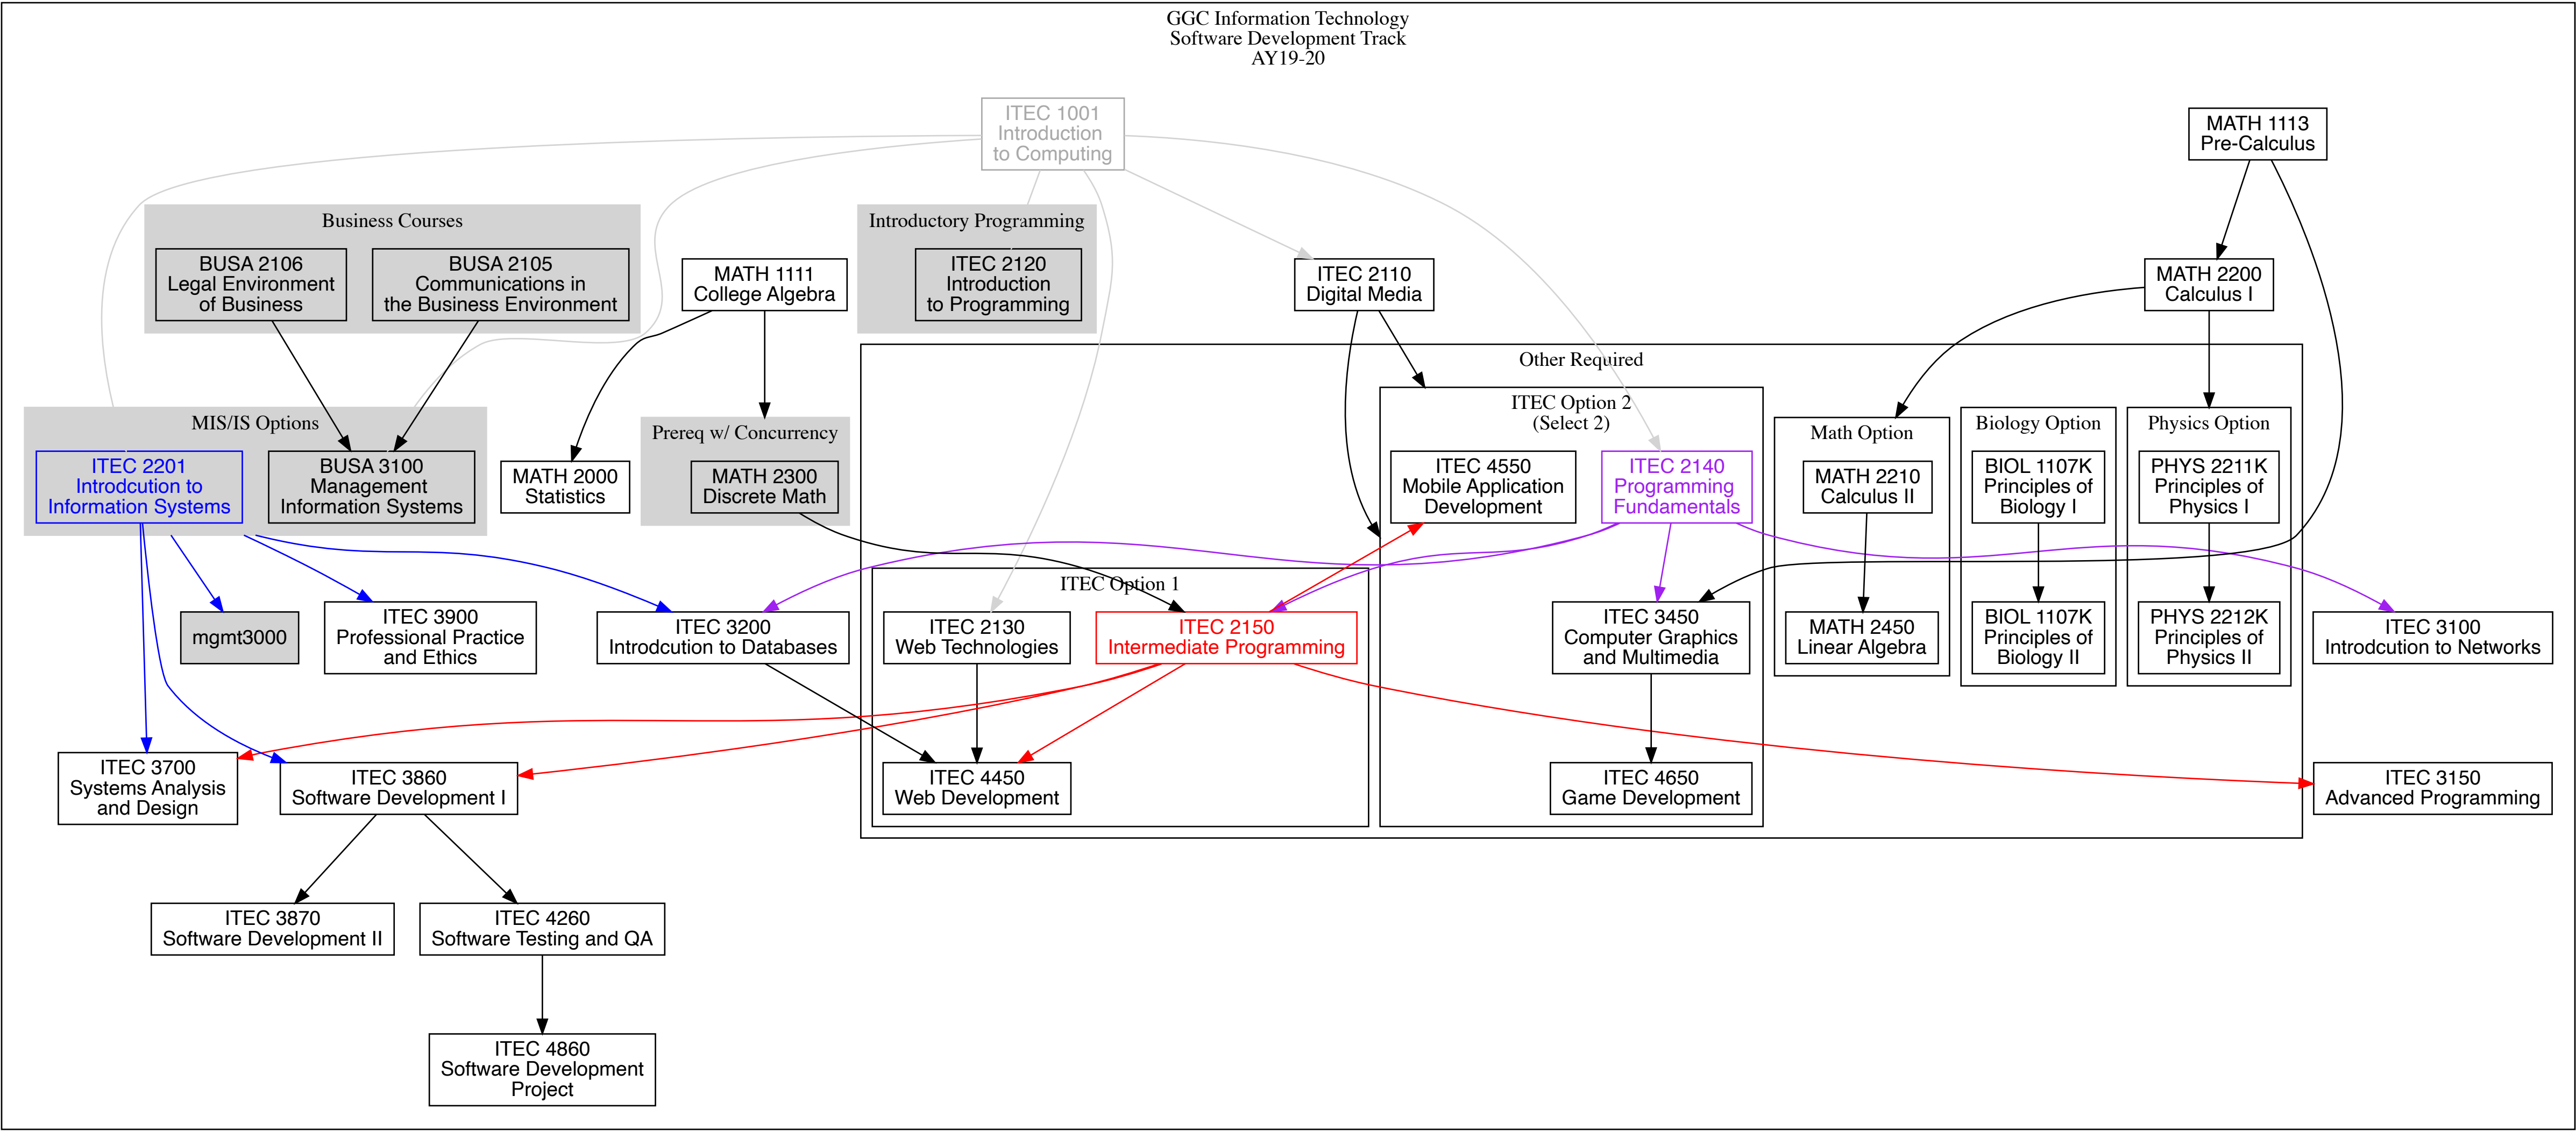 GGC Information Technology
Software Development Track
AY19-20
ITEC 1001
Introduction
to Computing
MATH 1113
Pre-Calculus
Business Courses
BUSA 2106
Legal Environment
of Business
BUSA 2105
Communications in
the Business Environment
MATH 1111
College Algebra
Introductory Programming
ITEC 2120
Introduction
to Programming
ITEC 2110
Digital Media
MATH 2200
Calculus I
Other Required
MIS/IS Options
ITEC 2201
Introdcution to
Information Systems
BUSA 3100
Management
Information Systems
MATH 2000
Statistics
Prereq w/ Concurrency
MATH 2300
Discrete Math
ITEC Option 2
(Select 2)
ITEC 4550
Mobile Application
Development
ITEC 2140
Programming
Fundamentals
Math Option
MATH 2210
Calculus II
Biology Option
BIOL 1107K
Principles of
Biology I
Physics Option
PHYS 2211K
Principles of
Physics I
mgmt3000
ITEC 3900
Professional Practice
and Ethics
ITEC 3200
Introdcution to Databases
ITEC Option 1
ITEC 2130
Web Technologies
ITEC 2150
Intermediate Programming
ITEC 3450
Computer Graphics
and Multimedia
MATH 2450
Linear Algebra
BIOL 1107K
Principles of
Biology II
PHYS 2212K
Principles of
Physics II
ITEC 3100
Introdcution to Networks
ITEC 3700
Systems Analysis
and Design
ITEC 3860
Software Development I
ITEC 4450
Web Development
ITEC 4650
Game Development
ITEC 3150
Advanced Programming
ITEC 3870
Software Development II
ITEC 4260
Software Testing and QA
ITEC 4860
Software Development
Project